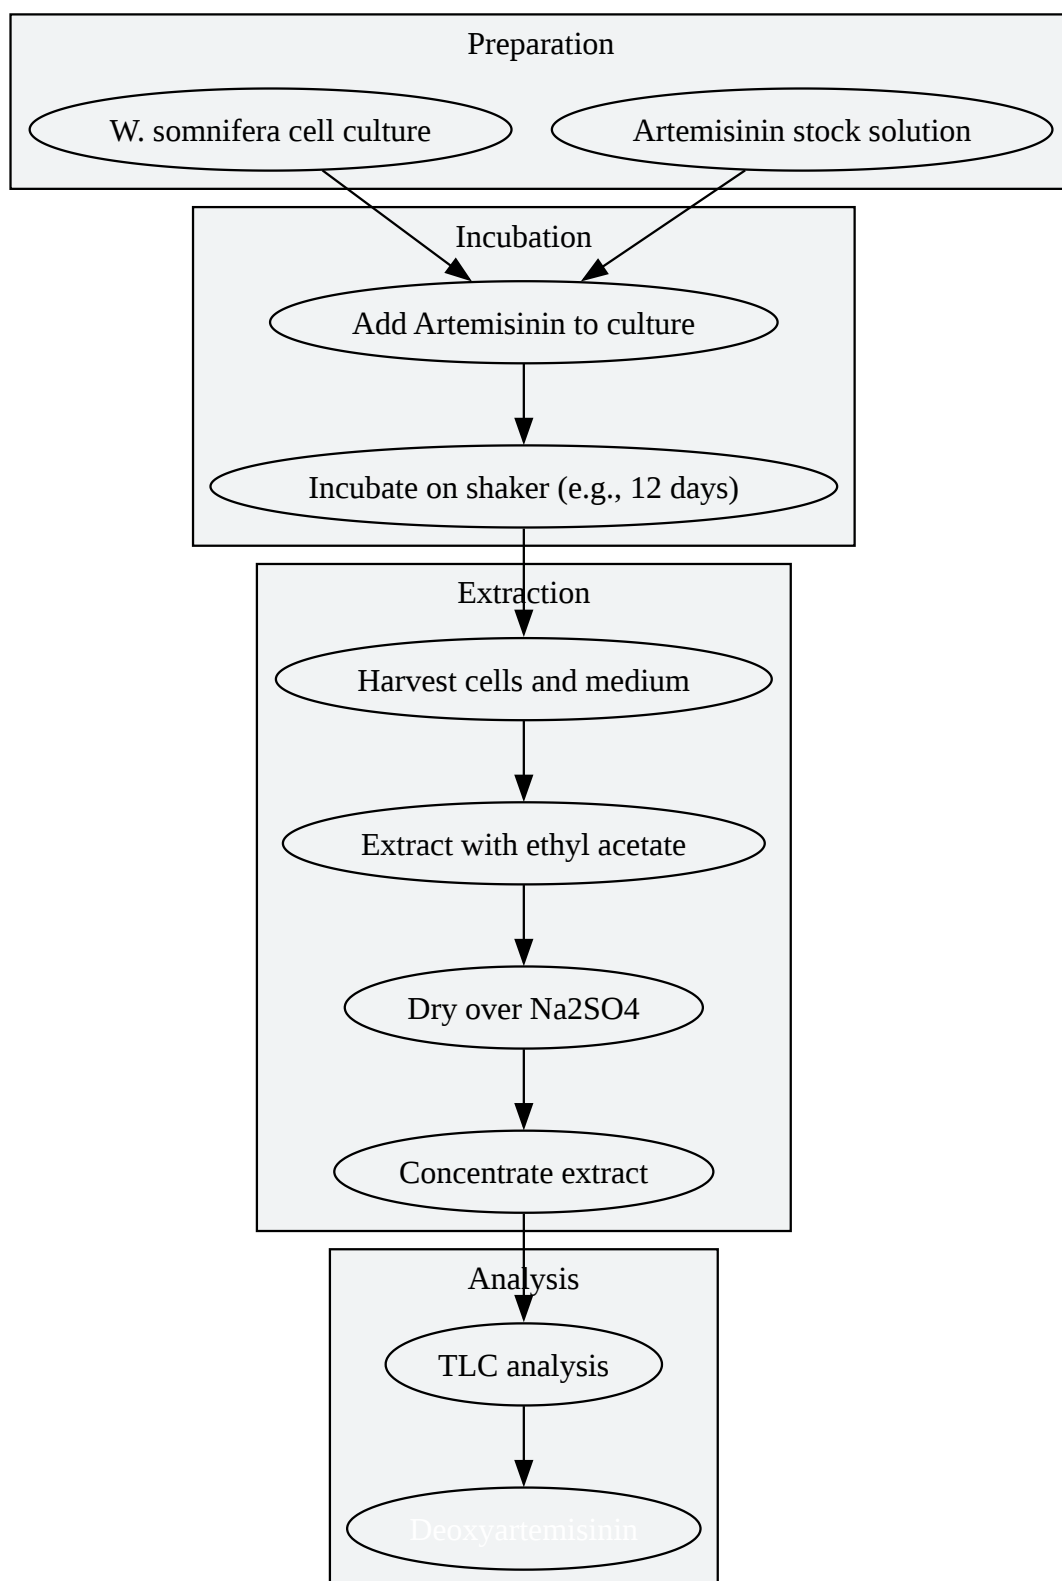 Preparation
W. somnifera cell culture
Artemisinin stock solution
Incubation
Add Artemisinin to culture
Incubate on shaker (e.g., 12 days)
Extraction
Harvest cells and medium
Extract with ethyl acetate
Dry over Na2SO4
Concentrate extract
Analysis
TLC analysis
Deoxyartemisinin